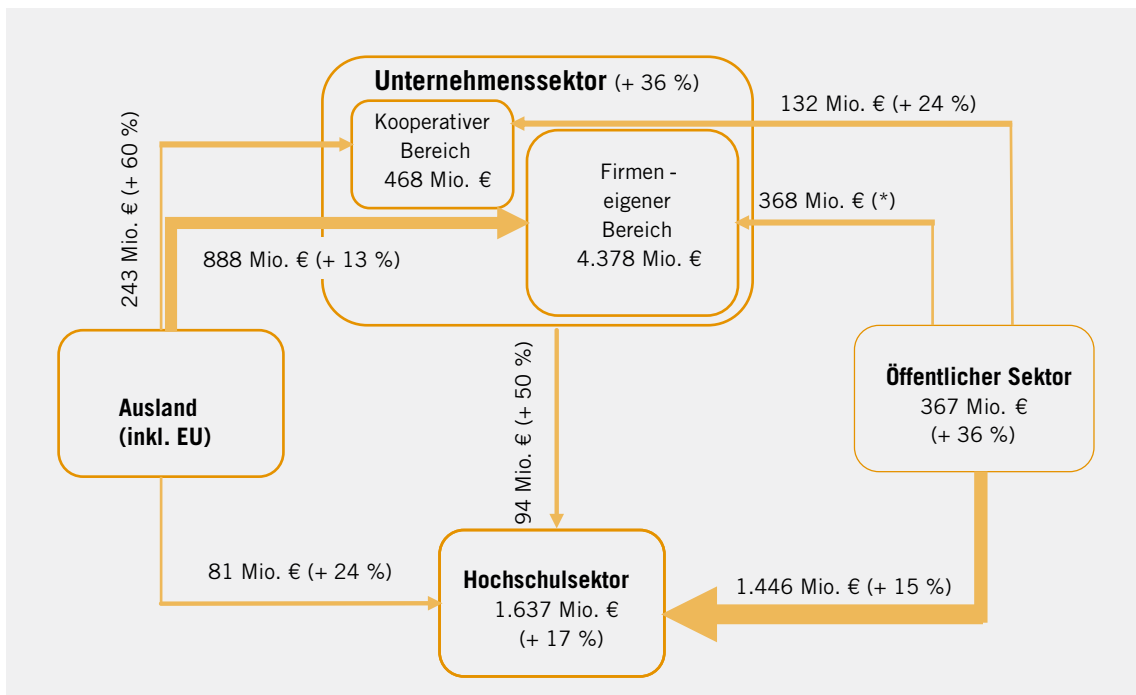 Unternehmenssektor (+ 36 %)
132 Mio. € (+ 24 %)
Kooperativer
Bereich
468 Mio. €
243 Mio. € (+ 60 %)
Firmen -
eigener
Bereich
4.378 Mio. €
368 Mio. € (*)
888 Mio. € (+ 13 %)
Ausland
(inkl. EU)
94 Mio. € (+ 50 %)
Öffentlicher Sektor
367 Mio. €
(+ 36 %)
81 Mio. € (+ 24 %)
Hochschulsektor
1.637 Mio. €
(+ 17 %)
1.446 Mio. € (+ 15 %)